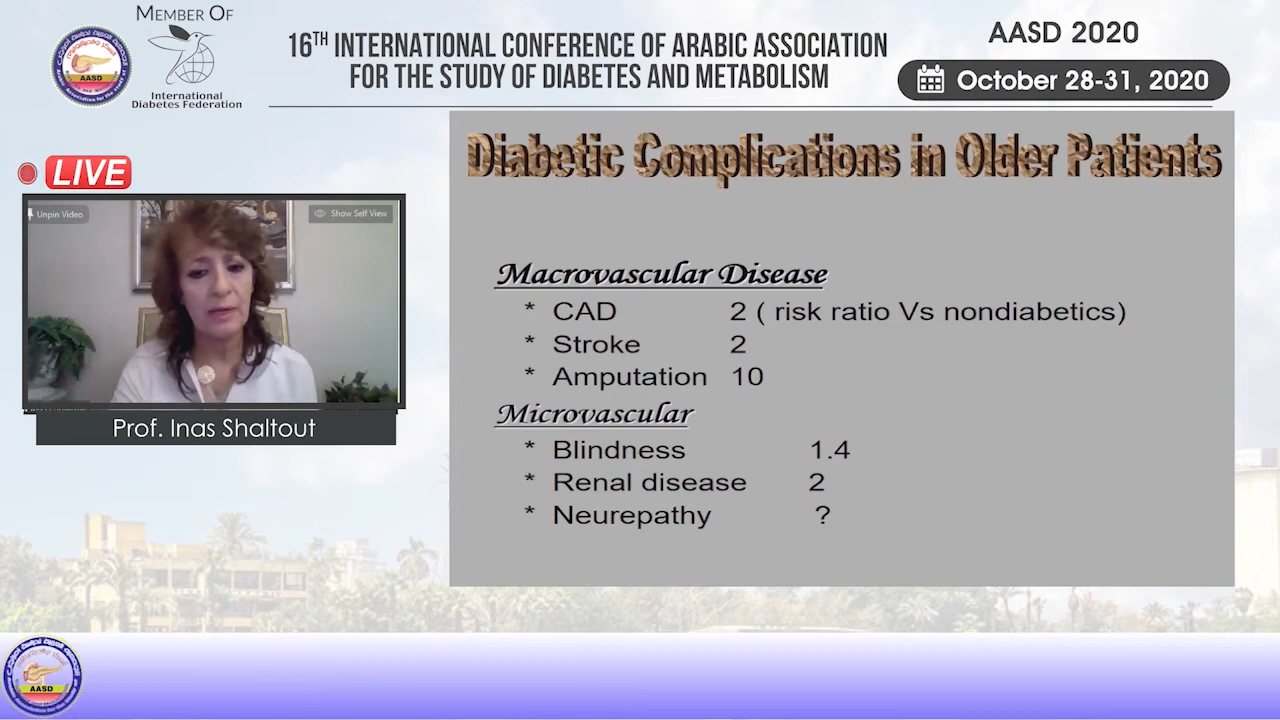 MEMBER OF
AASD
International
Diabetes Federation
16TH INTERNATIONAL CONFERENCE OF ARABIC ASSOCIATION
FOR THE STUDY OF DIABETES AND METABOLISM
AASD 2020
October 28-31, 2020
LIVE
Unpin Video
Show Self View
Prof. Inas Shaltout
Diabetic Complications in Older Patients
Macrovascular Disease
* CAD 2 ( risk ratio Vs nondiabetics)
* Stroke 2
* Amputation 10
Microvascular
* Blindness 1.4
* Renal disease 2
* Neurepathy ?
AASD